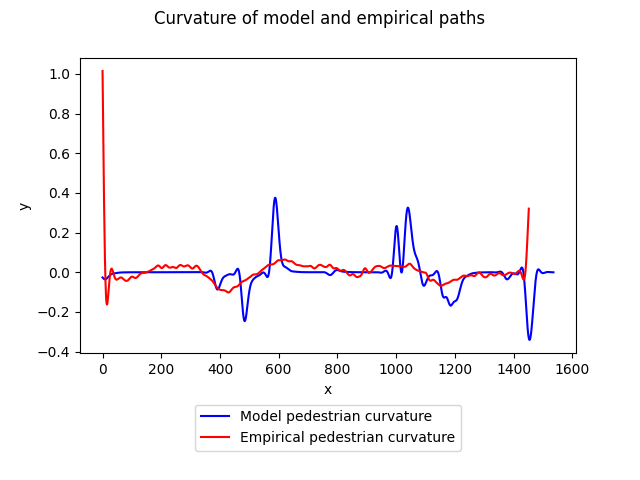 Curvature of model and empirical paths
y
1.0
0.8
0.6
0.4
0.2
0.0
−0.2
−0.4
0 200 400 600 800 1000 1200 1400 1600
x
Model pedestrian curvature
Empirical pedestrian curvature